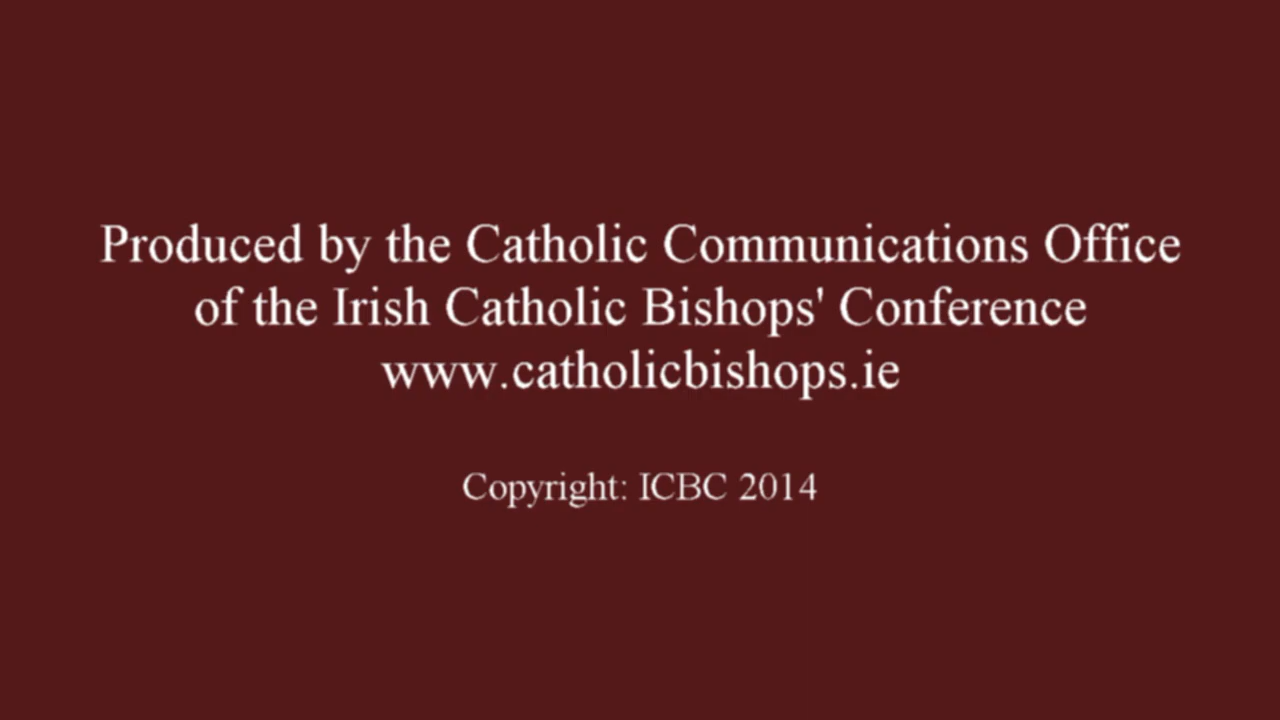 Produced by the Catholic Communications Office
of the Irish Catholic Bishops' Conference
www.catholicbishops.ie
Copyright: ICBC 2014